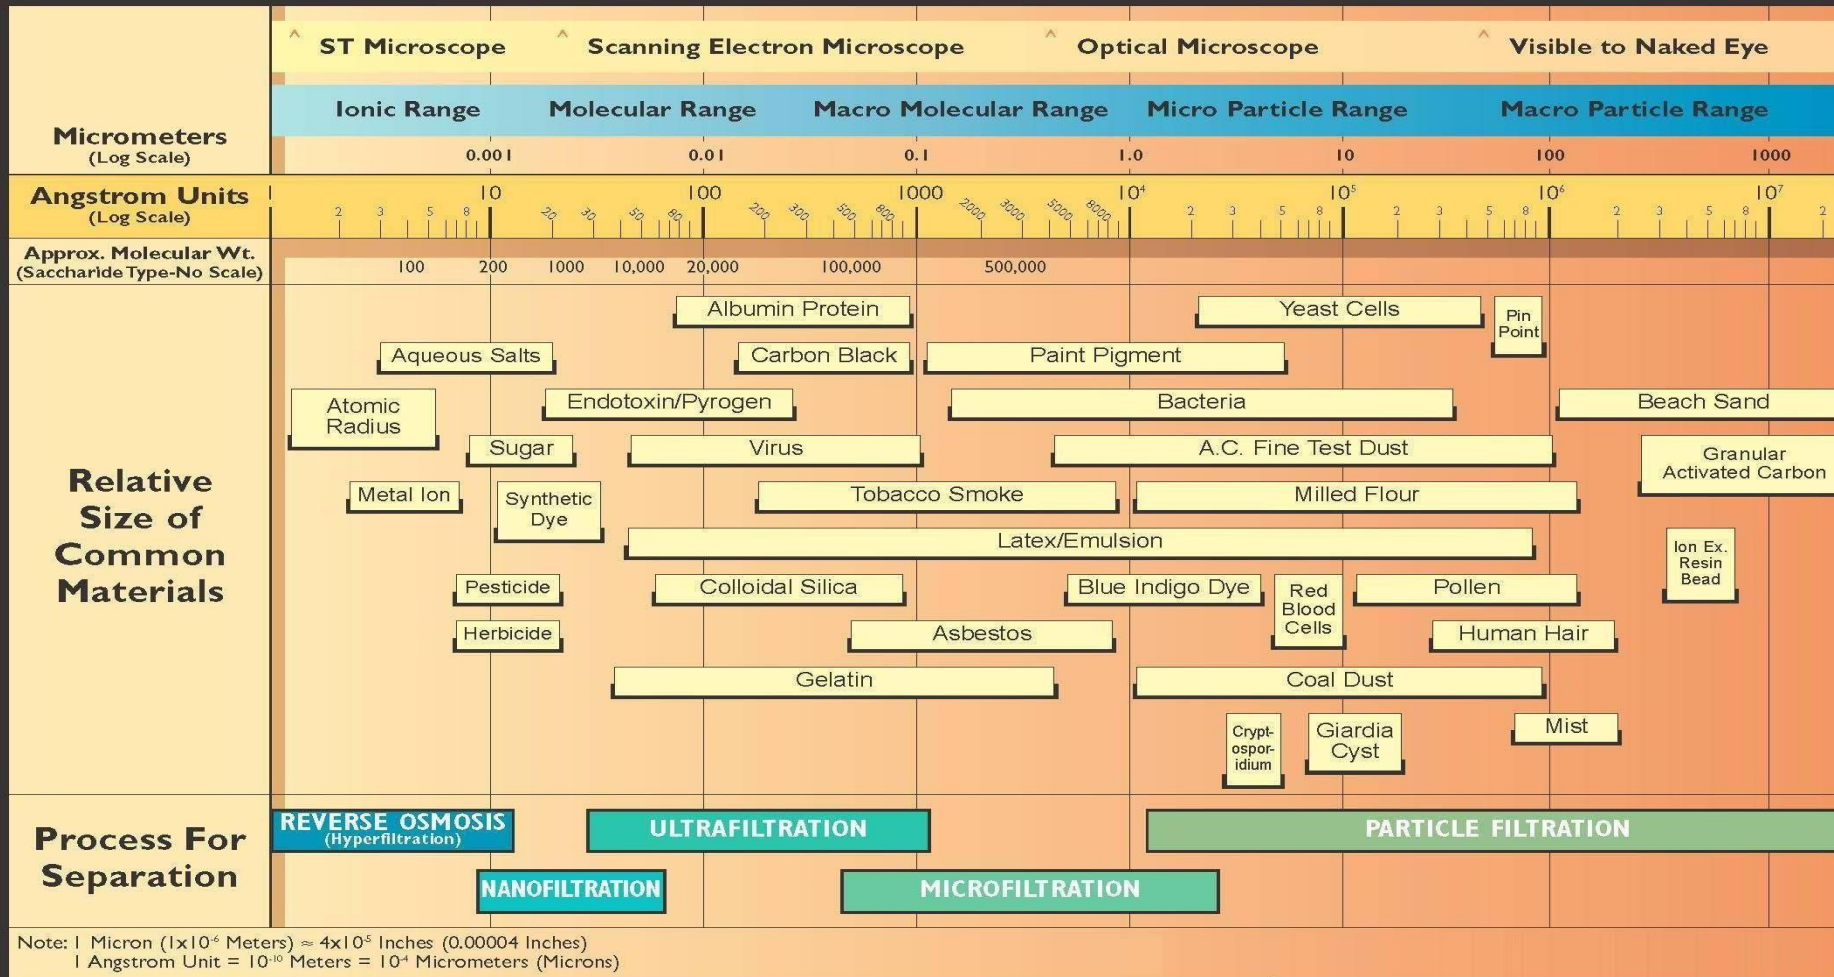 ^ ST Microscope ^ Scanning Electron Microscope ^ Optical Microscope ^ Visible to Naked Eye
Ionic Range Molecular Range Macro Molecular Range Micro Particle Range Macro Particle Range
Micrometers
(Log Scale)
0.001 0.01 0.1 1.0 10 100 1000
Angstrom Units
(Log Scale)
1 10 100 1000 10⁴ 10⁵ 10⁶ 10⁷
2 3 5 8 20 30 50 80 200 300 500 800 2000 3000 5000 8000 2 3 5 8 2 3 5 8 2 3 5 8 2
Approx. Molecular Wt.
(Saccharide Type-No Scale)
100 200 1000 10,000 20,000 100,000 500,000
Relative
Size of
Common
Materials
Albumin Protein
Yeast Cells
Pin
Point
Aqueous Salts
Carbon Black
Paint Pigment
Atomic
Radius
Endotoxin/Pyrogen
Bacteria
Beach Sand
Sugar
Virus
A.C. Fine Test Dust
Granular
Activated Carbon
Metal Ion
Synthetic
Dye
Tobacco Smoke
Milled Flour
Latex/Emulsion
Ion Ex.
Resin
Bead
Pesticide
Colloidal Silica
Blue Indigo Dye
Red
Blood
Cells
Pollen
Herbicide
Asbestos
Human Hair
Gelatin
Coal Dust
Crypt-
ospor-
idium
Giardia
Cyst
Mist
Process For
Separation
REVERSE OSMOSIS
(Hyperfiltration)
ULTRAFILTRATION
PARTICLE FILTRATION
NANOFILTRATION
MICROFILTRATION
Note: 1 Micron (1x10⁻⁶ Meters) ≈ 4x10⁻⁵ Inches (0.00004 Inches)
1 Angstrom Unit = 10⁻¹⁰ Meters = 10⁻⁴ Micrometers (Microns)